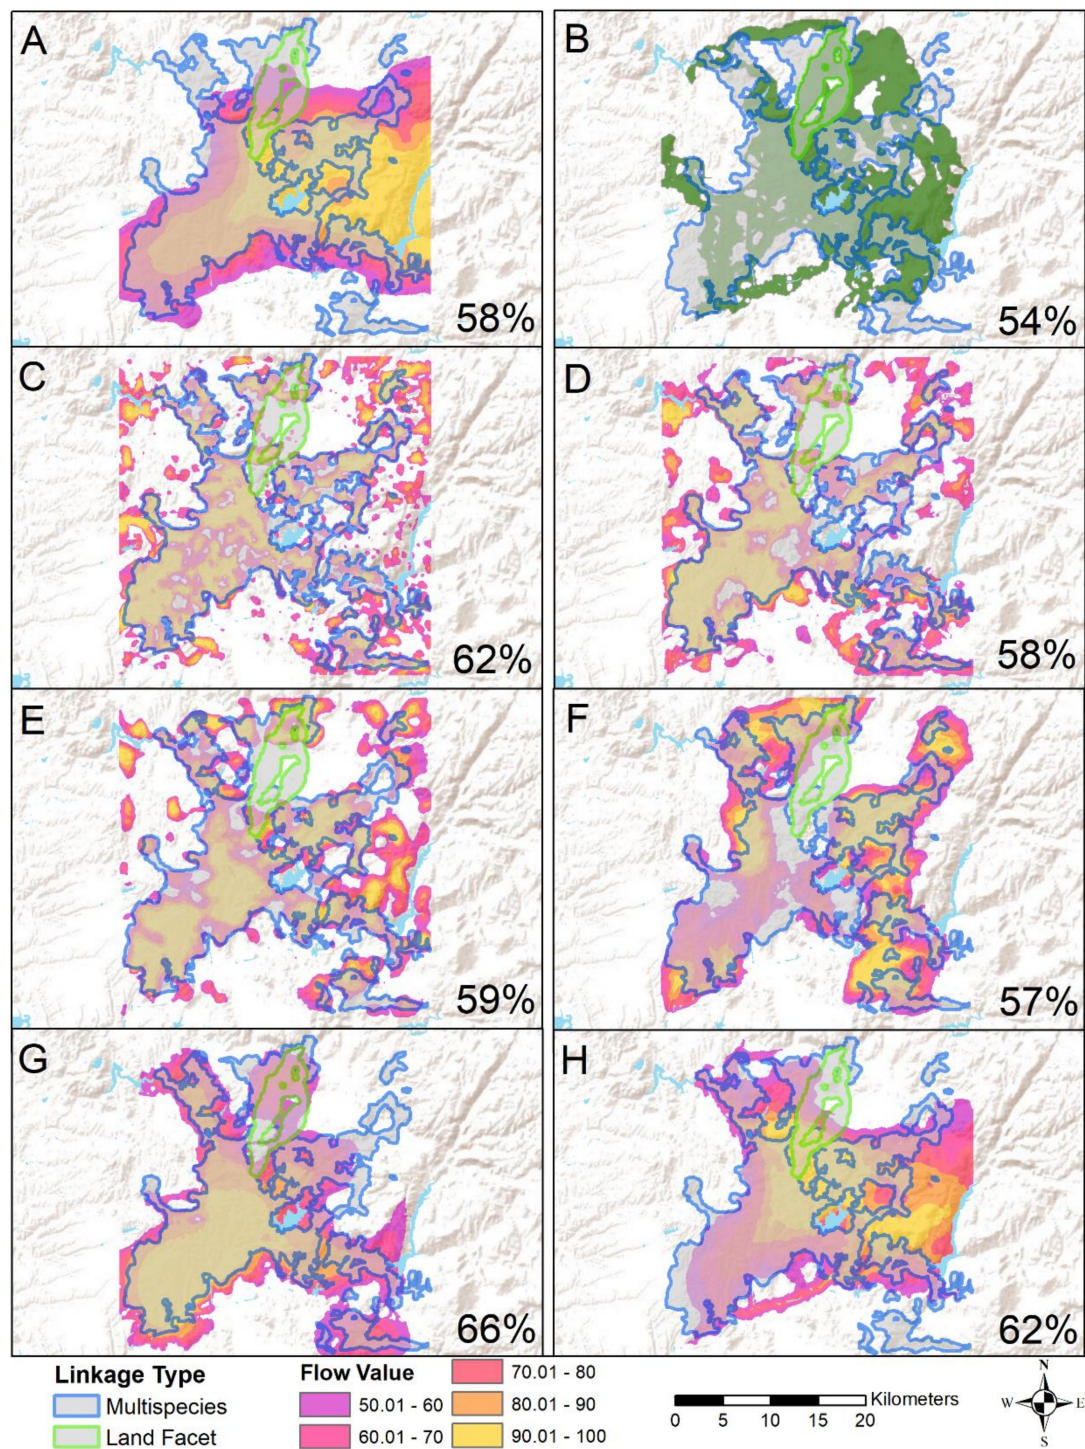 A
58%
B
54%
C
62%
D
58%
E
59%
F
57%
G
66%
H
62%
Linkage Type
Multispecies
Land Facet
Flow Value
50.01 - 60
60.01 - 70
70.01 - 80
80.01 - 90
90.01 - 100
Kilometers
0 5 10 15 20
N
W E
S